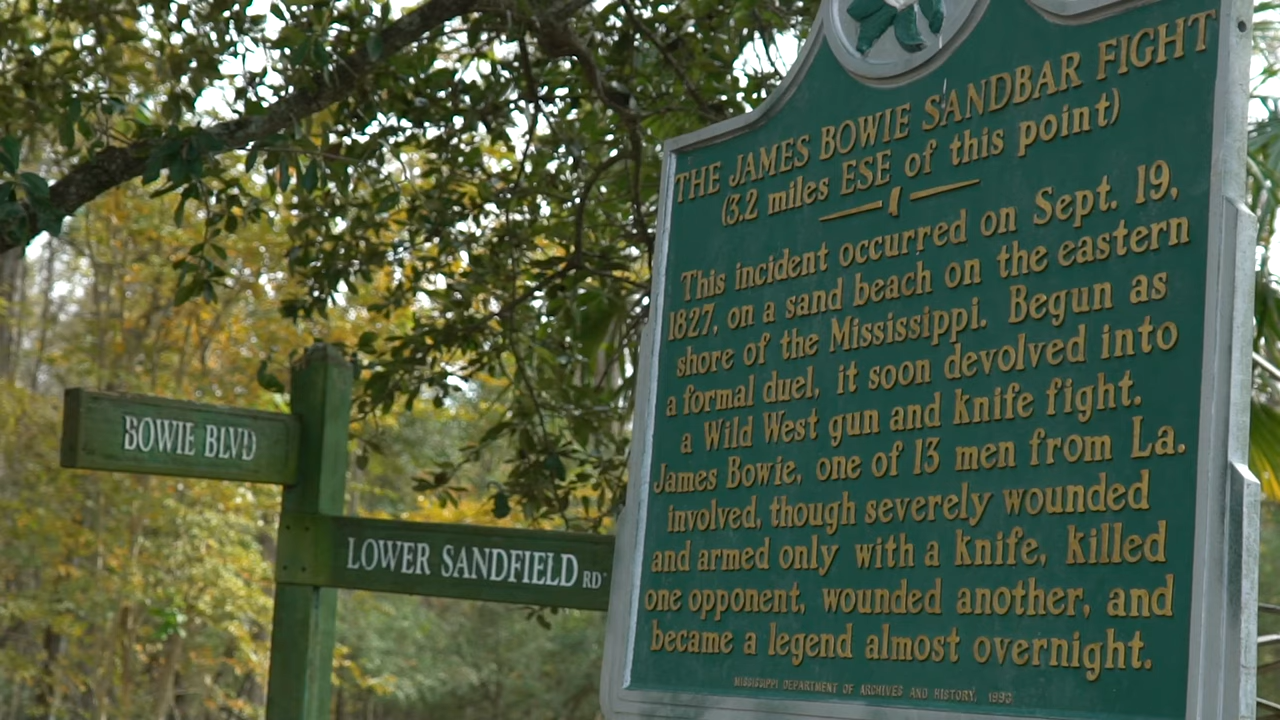 BOWIE BLVD
LOWER SANDFIELD RD
THE JAMES BOWIE SANDBAR FIGHT
(3.2 miles ESE of this point)
This incident occurred on Sept. 19,
1827, on a sand beach on the eastern
shore of the Mississippi. Begun as
a formal duel, it soon devolved into
a Wild West gun and knife fight.
James Bowie, one of 13 men from La.
involved, though severely wounded
and armed only with a knife, killed
one opponent, wounded another, and
became a legend almost overnight.
MISSISSIPPI DEPARTMENT OF ARCHIVES AND HISTORY,